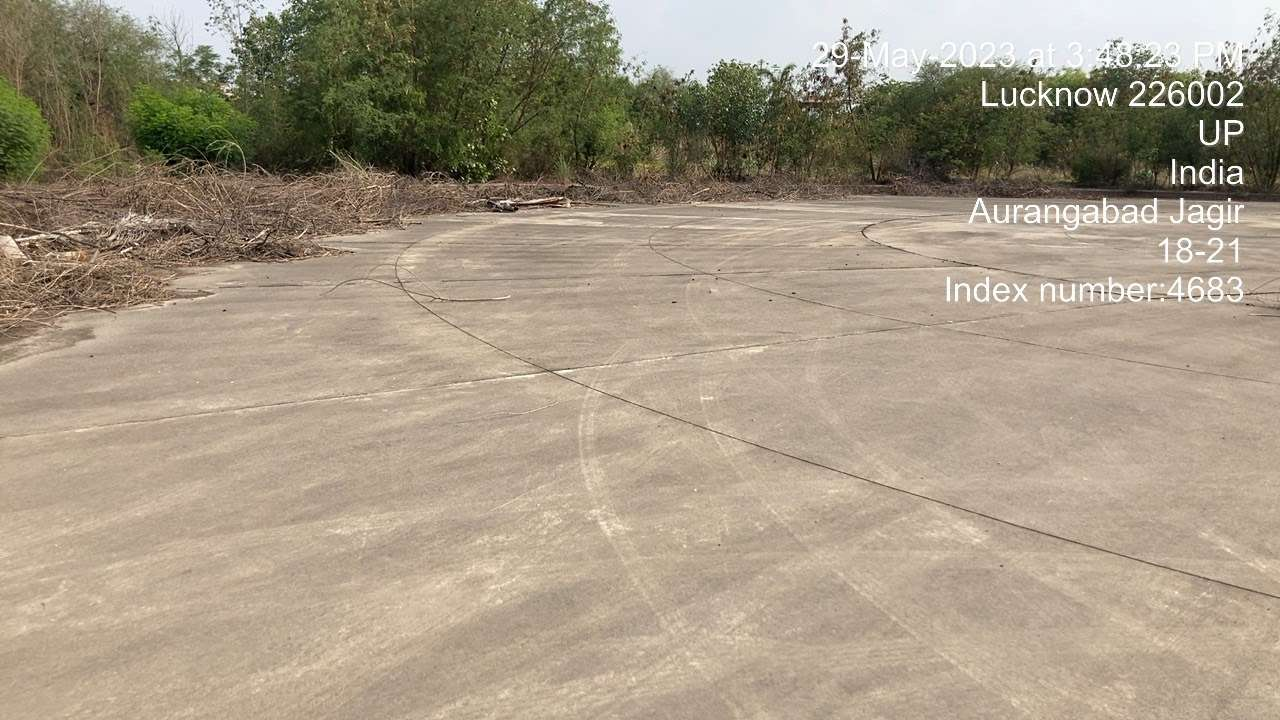 29 May 2023 at 3:48:23 PM
Lucknow 226002
UP
India
Aurangabad Jagir
18-21
Index number:4683